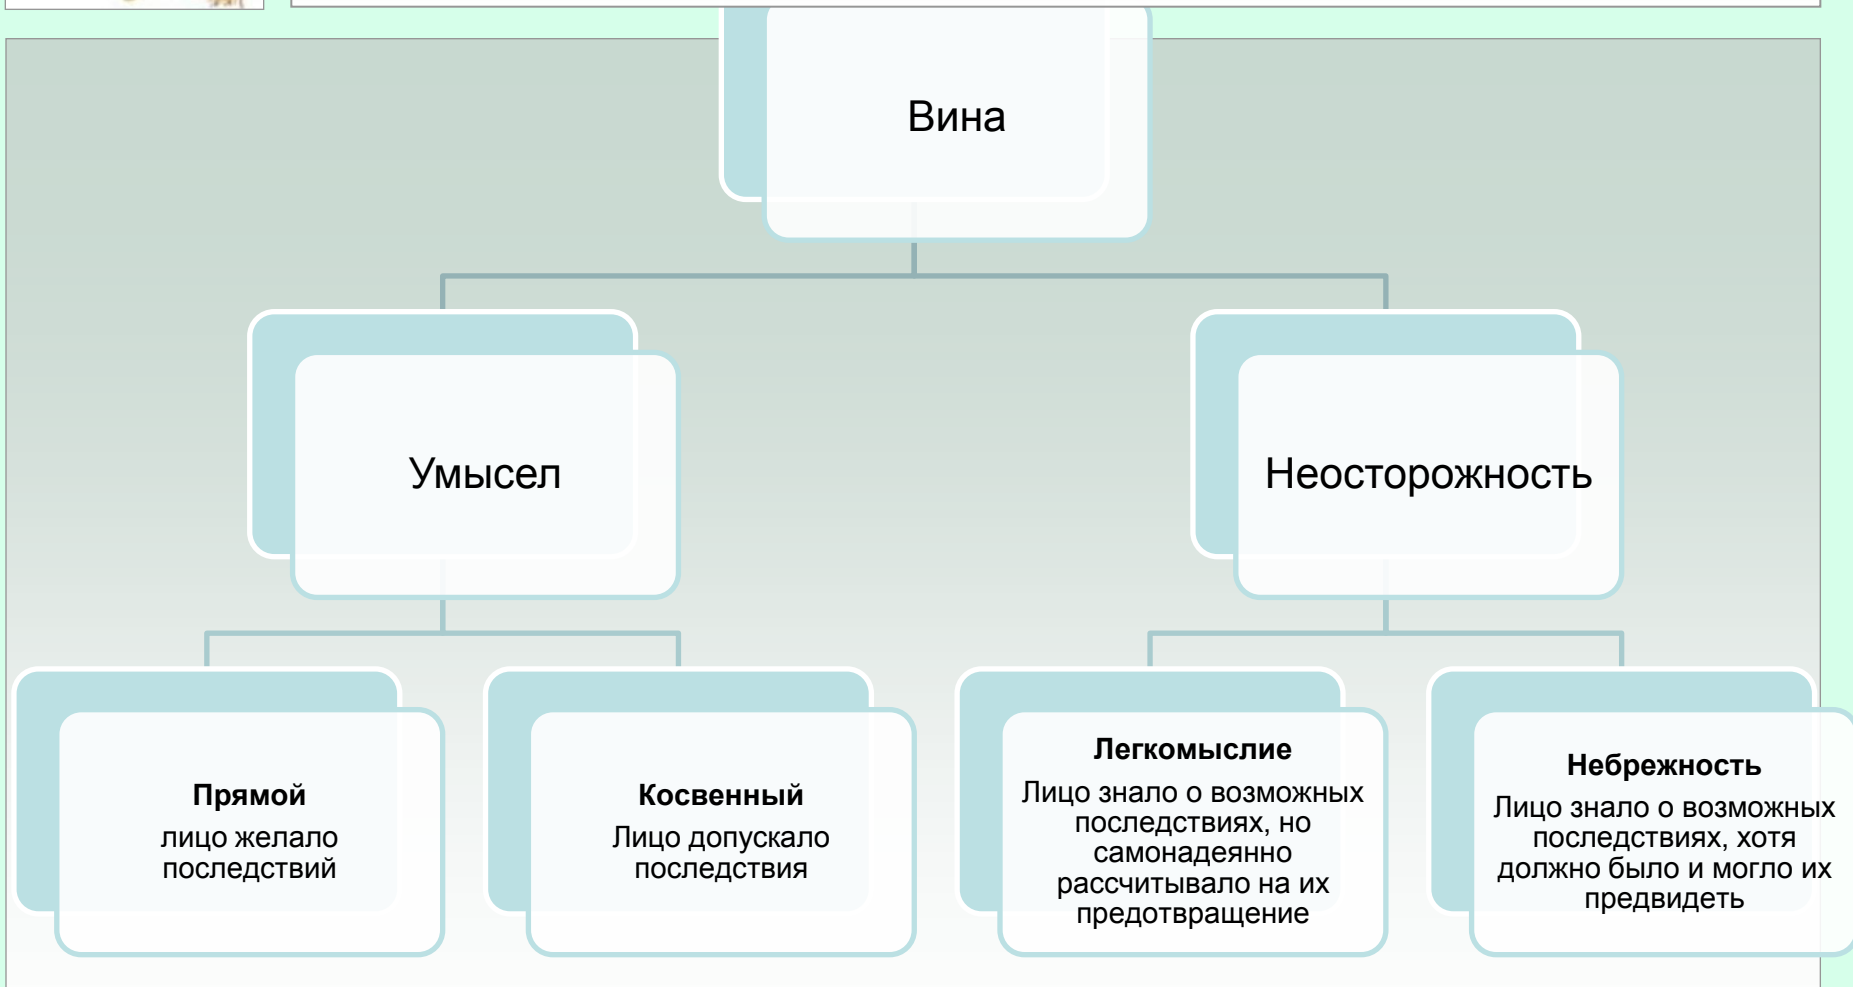 Вина
Умысел
Неосторожность
Прямой
лицо желало
последствий
Косвенный
Лицо допускало
последствия
Легкомыслие
Лицо знало о возможных
последствиях, но
самонадеянно
рассчитывало на их
предотвращение
Небрежность
Лицо знало о возможных
последствиях, хотя
должно было и могло их
предвидеть